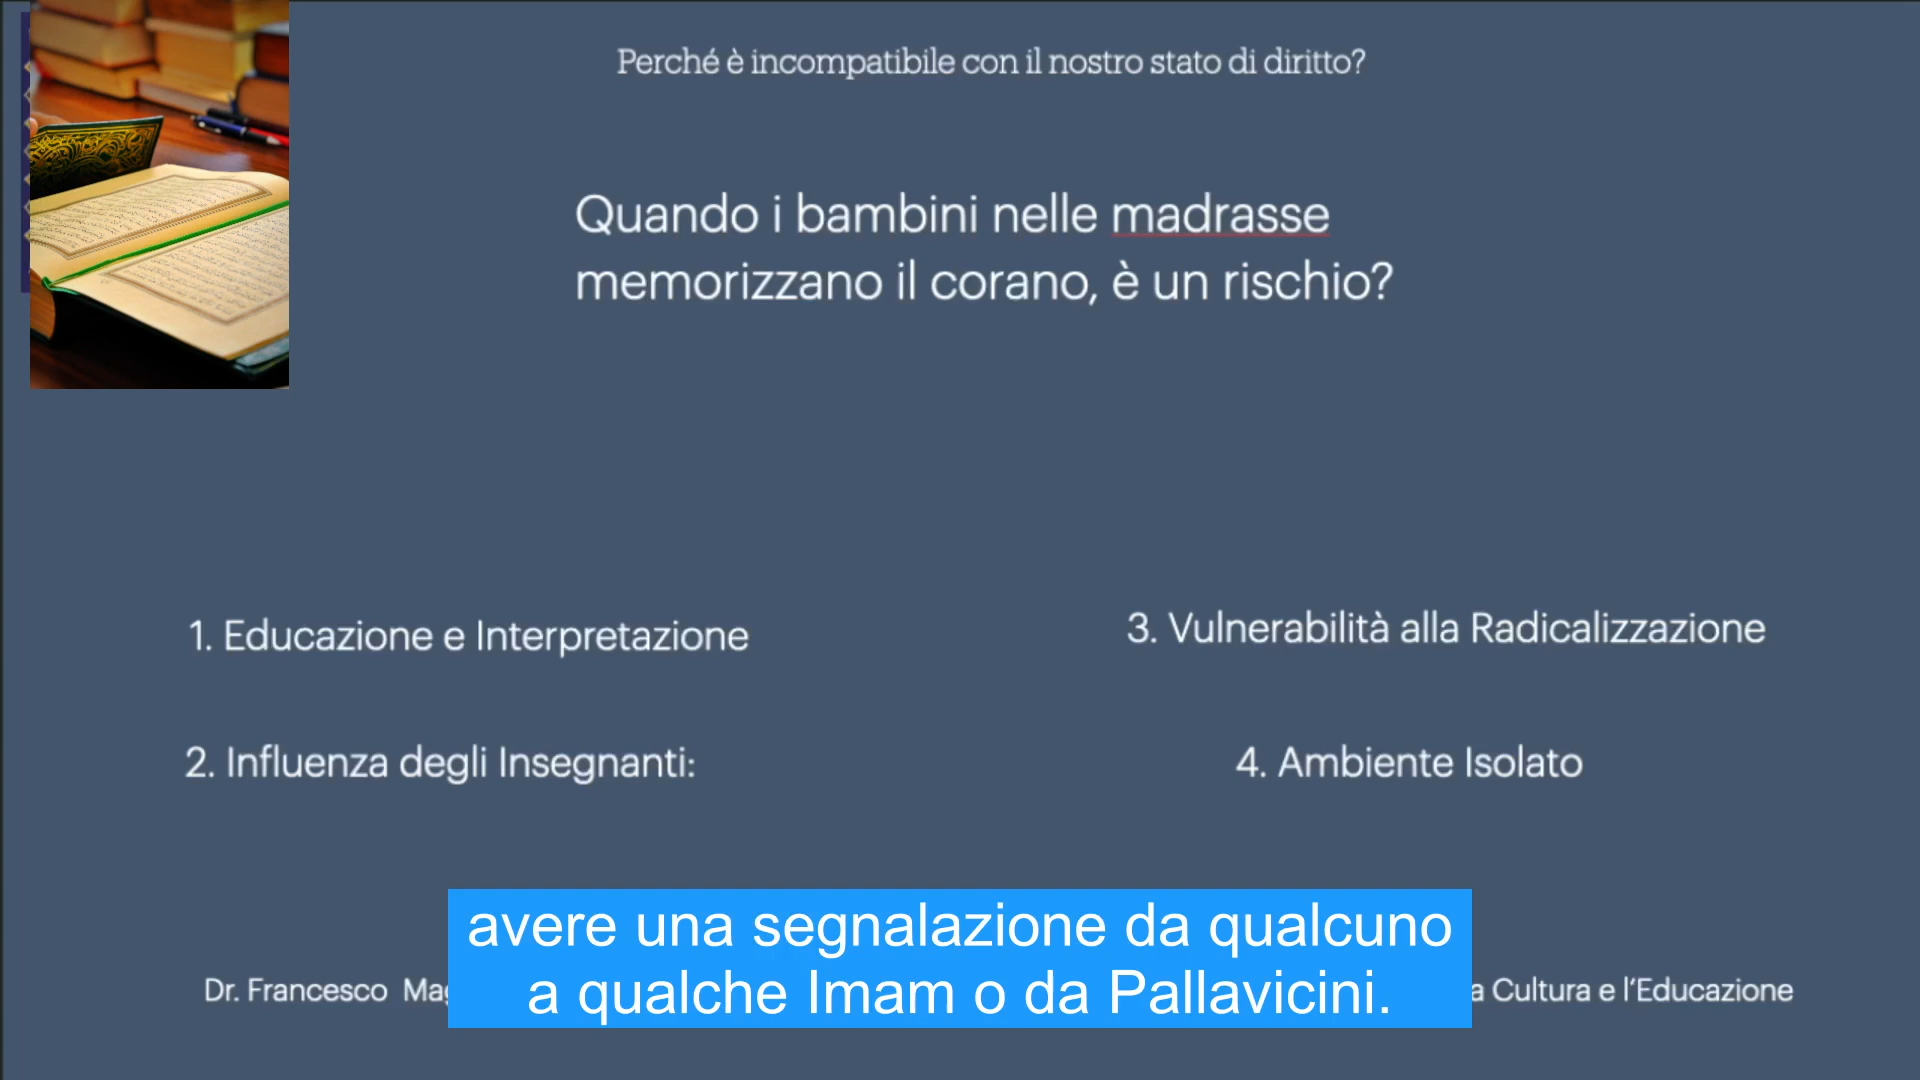 Perché è incompatibile con il nostro stato di diritto?
Quando i bambini nelle madrasse
memorizzano il corano, è un rischio?
1. Educazione e Interpretazione
3. Vulnerabilità alla Radicalizzazione
2. Influenza degli Insegnanti:
4. Ambiente Isolato
avere una segnalazione da qualcuno
a qualche Imam o da Pallavicini.
Dr. Francesco
Cultura e l'Educazione